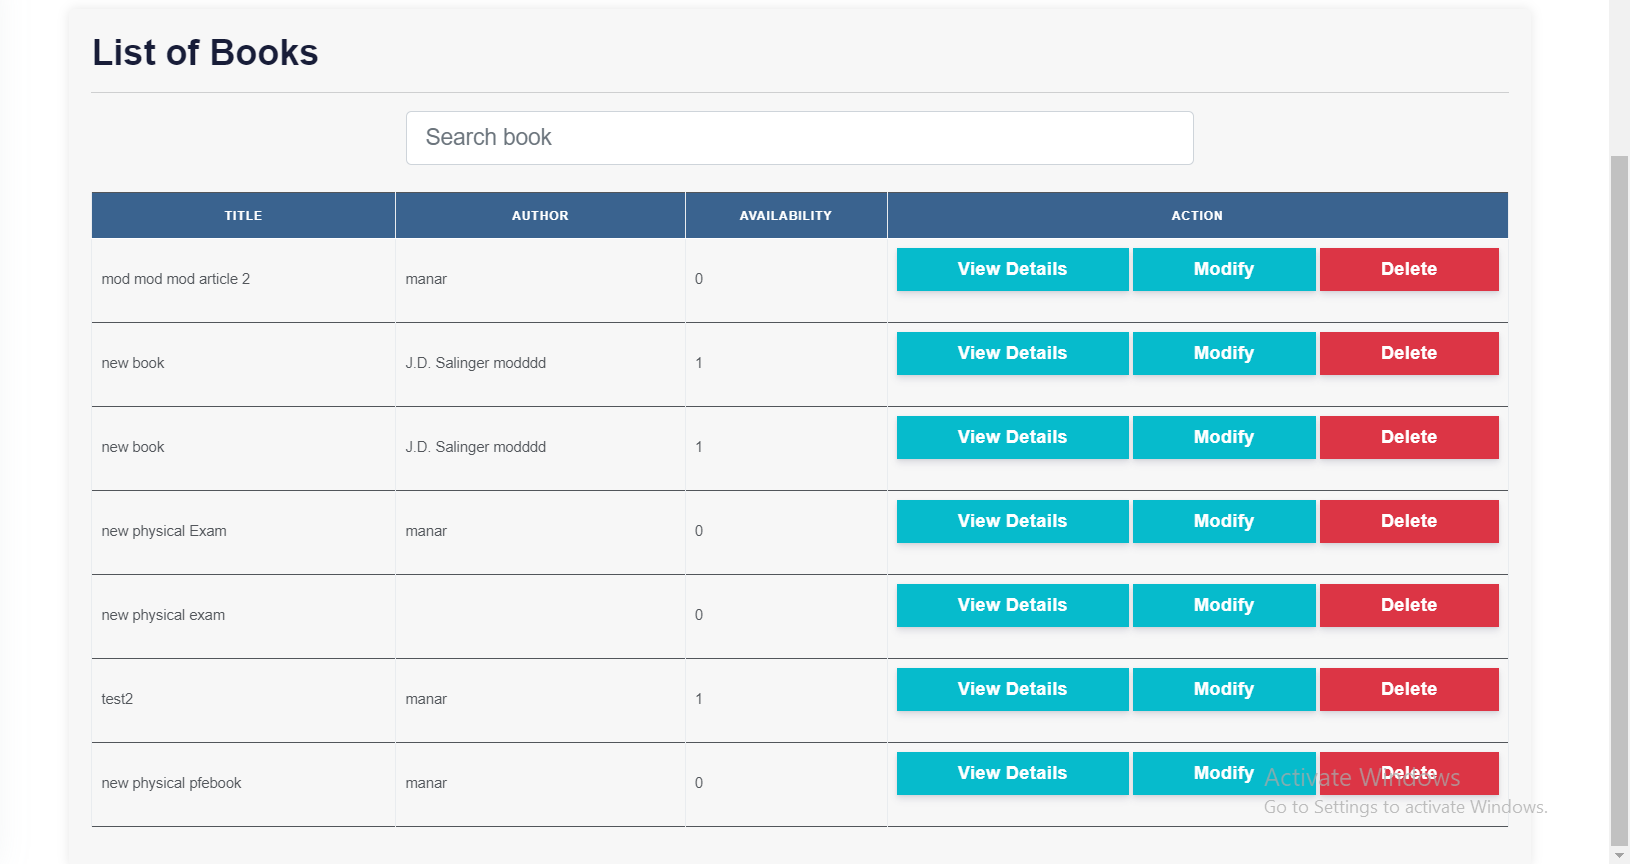 List of Books
Search book
TITLE AUTHOR AVAILABILITY ACTION
mod mod mod article 2 manar 0 View Details Modify Delete
new book J.D. Salinger modddd 1 View Details Modify Delete
new book J.D. Salinger modddd 1 View Details Modify Delete
new physical Exam manar 0 View Details Modify Delete
new physical exam 0 View Details Modify Delete
test2 manar 1 View Details Modify Delete
new physical pfebook manar 0 View Details Modify Delete
Activate Windows
Go to Settings to activate Windows.